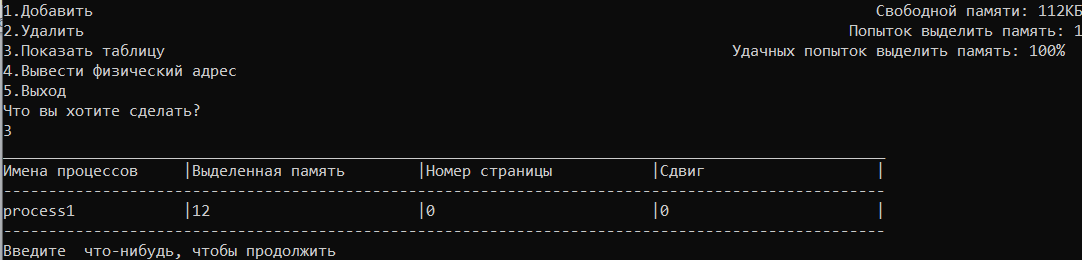 1.Добавить Свободной памяти: 112КБ
2.Удалить Попыток выделить память: 1
3.Показать таблицу Удачных попыток выделить память: 100%
4.Вывести физический адрес
5.Выход
Что вы хотите сделать?
3
Имена процессов |Выделенная память |Номер страницы |Сдвиг |
process1 |12 |0 |0 |
Введите  что-нибудь, чтобы продолжить